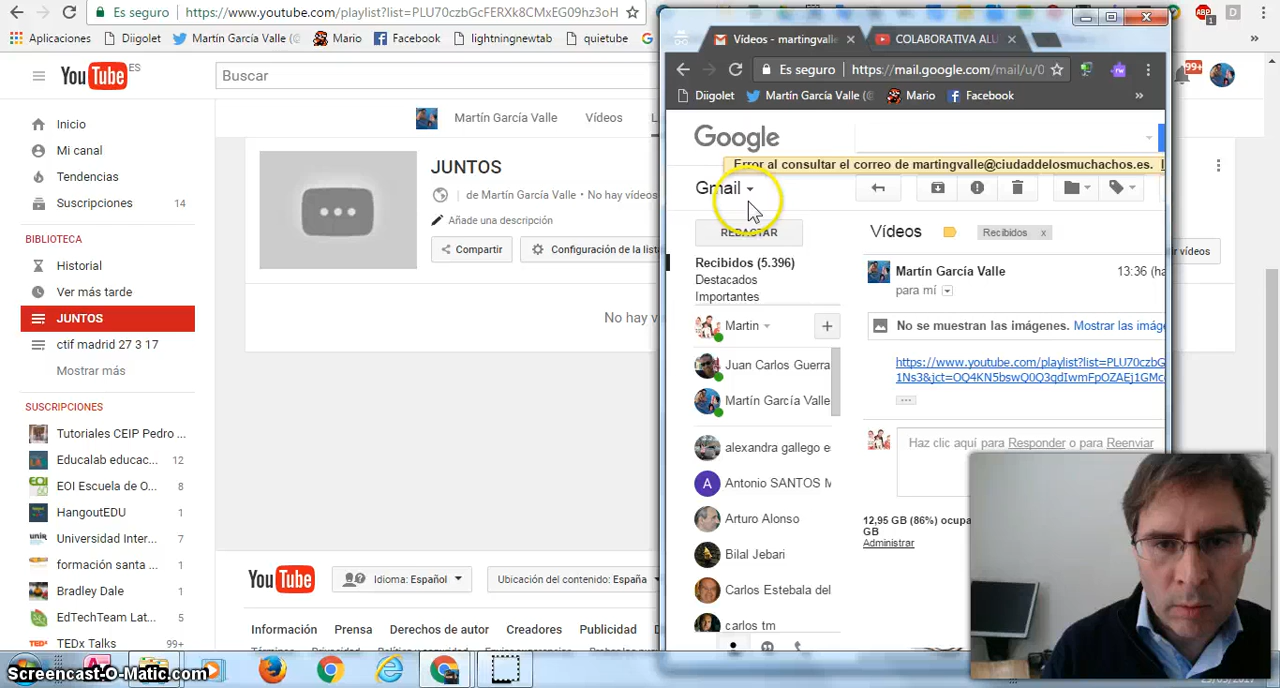 Es seguro https://www.youtube.com/playlist?list=PLU70czbGcFERXk8CMxEG09hz3oH
Aplicaciones Diigolet Martín García Valle (@ Mario Facebook lightningnewtab quietube
YouTube ES
Buscar
Inicio
Mi canal
Tendencias
Suscripciones 14
BIBLIOTECA
Historial
Ver más tarde
JUNTOS
ctif madrid 27 3 17
Mostrar más
SUSCRIPCIONES
Tutoriales CEIP Pedro ...
Educalab educac... 12
EOI Escuela de O... 8
HangoutEDU 6
Universidad Inter... 7
formación santa ...
Bradley Dale 1
EdTechTeam Lat... 1
TEDx Talks 99+
Martín García Valle Vídeos
JUNTOS
de Martín García Valle • No hay vídeos
Añade una descripción
Compartir Configuración de la lista
No hay
YouTube Idioma: Español Ubicación del contenido: España
Información Prensa Derechos de autor Creadores Publicidad
Vídeos - martingvalle COLABORATIVA ALU
Es seguro https://mail.google.com/mail/u/0
Diigolet Martín García Valle (@ Mario Facebook »
99+
Google
Error al consultar el correo de martingvalle@ciudaddelosmuchachos.es.
Gmail
REDACTAR
Recibidos (5.396)
Destacados
Importantes
Martin
Juan Carlos Guerra
Martín García Valle
alexandra gallego e
A Antonio SANTOS M
Arturo Alonso
Bilal Jebari
Carlos Estebala del
carlos tm
Vídeos Recibidos x
Martín García Valle 13:36 (ha
para mí
No se muestran las imágenes. Mostrar las imáge
https://www.youtube.com/playlist?list=PLU70czbG
Haz clic aquí para Responder o para Reenviar
12,95 GB (86%) ocupa
GB
Administrar
ir vídeos
Screencast-O-Matic.com